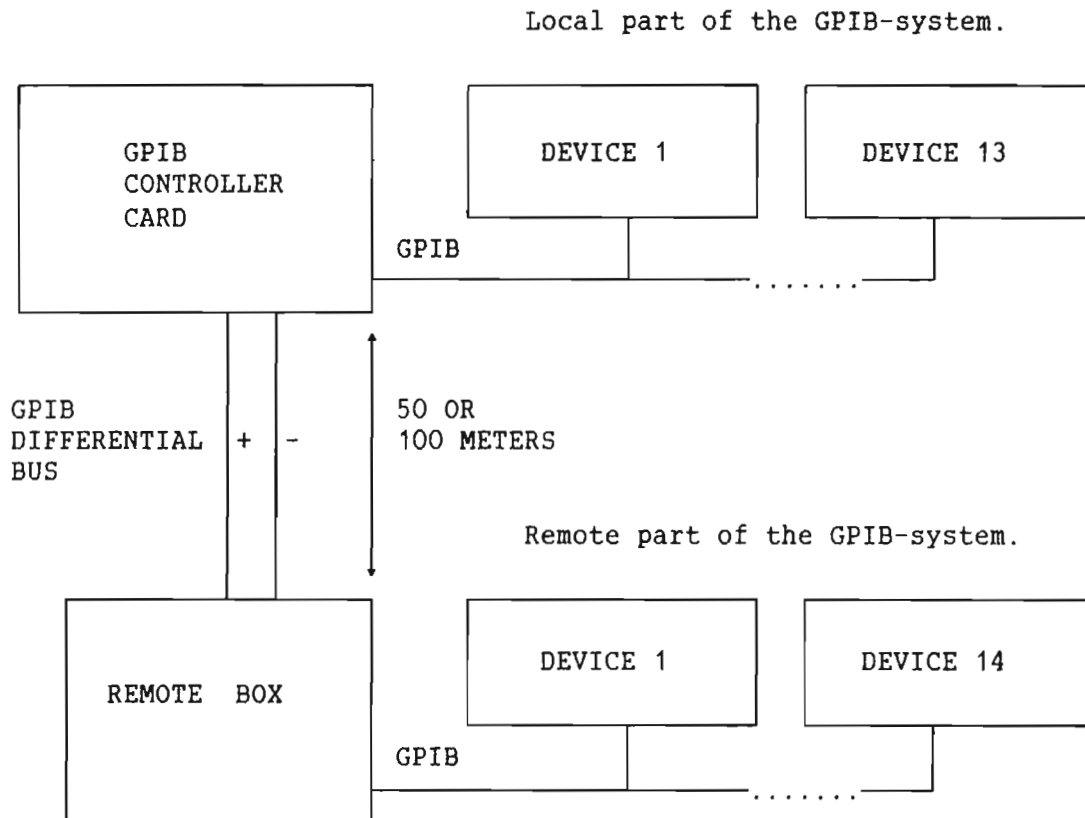 Local part of the GPIB-system.
GPIB
CONTROLLER
CARD
DEVICE 1
DEVICE 13
GPIB
.......
GPIB
DIFFERENTIAL
BUS
+ -
50 OR
100 METERS
Remote part of the GPIB-system.
REMOTE BOX
DEVICE 1
DEVICE 14
GPIB
.......